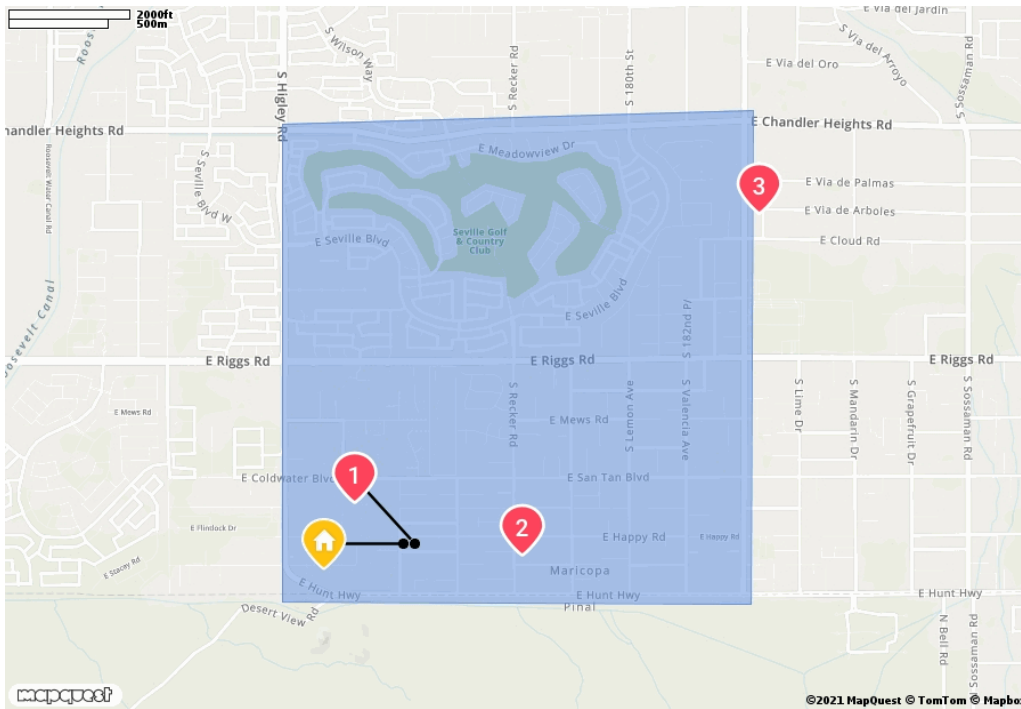 2000ft
500m
E Via del Jardin
S Via del Arroyo
E Via del Oro
S Sossaman Rd
S Wilson Way
S Recker Rd
S 180th St
S Higley Rd
handler Heights Rd
E Chandler Heights Rd
Roosevelt Water Canal Rd
S Seville Blvd W
E Meadowview Dr
3
E Via de Palmas
E Via de Arboles
E Cloud Rd
Seville Golf
& Country
Club
E Seville Blvd
E Seville Blvd
oosevelt Canal
S 182nd Pl
E Riggs Rd
E Riggs Rd
E Riggs Rd
S Recker Rd
S Lemon Ave
S Valencia Ave
S Lime Dr
S Mandarin Dr
S Grapefruit Dr
S Sossaman Rd
E Mews Rd
E Mews Rd
E Coldwater Blvd
1
E San Tan Blvd
E Flindock Dr
2
E Happy Rd
E Happy Rd
E Stacey Rd
Maricopa
E Hunt Hwy
E Hunt Hwy
E Hunt Hwy
Pinal
Desert View Rd
N Bell Rd
N Sossaman Rd
mapquest
©2021 MapQuest © TomTom © Mapbo